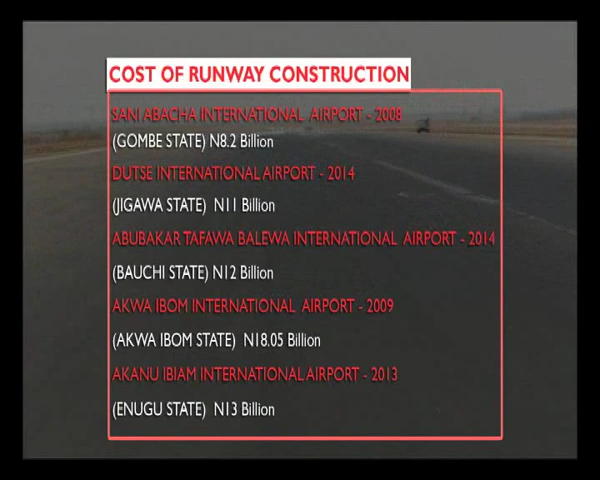 COST OF RUNWAY CONSTRUCTION
SANI ABACHA INTERNATIONAL AIRPORT - 2008
(GOMBE STATE) N8.2 Billion
DUTSE INTERNATIONAL AIRPORT - 2014
(JIGAWA STATE) N11 Billion
ABUBAKAR TAFAWA BALEWA INTERNATIONAL AIRPORT - 2014
(BAUCHI STATE) N12 Billion
AKWA IBOM INTERNATIONAL AIRPORT - 2009
(AKWA IBOM STATE) N18.05 Billion
AKANU IBIAM INTERNATIONAL AIRPORT - 2013
(ENUGU STATE) N13 Billion